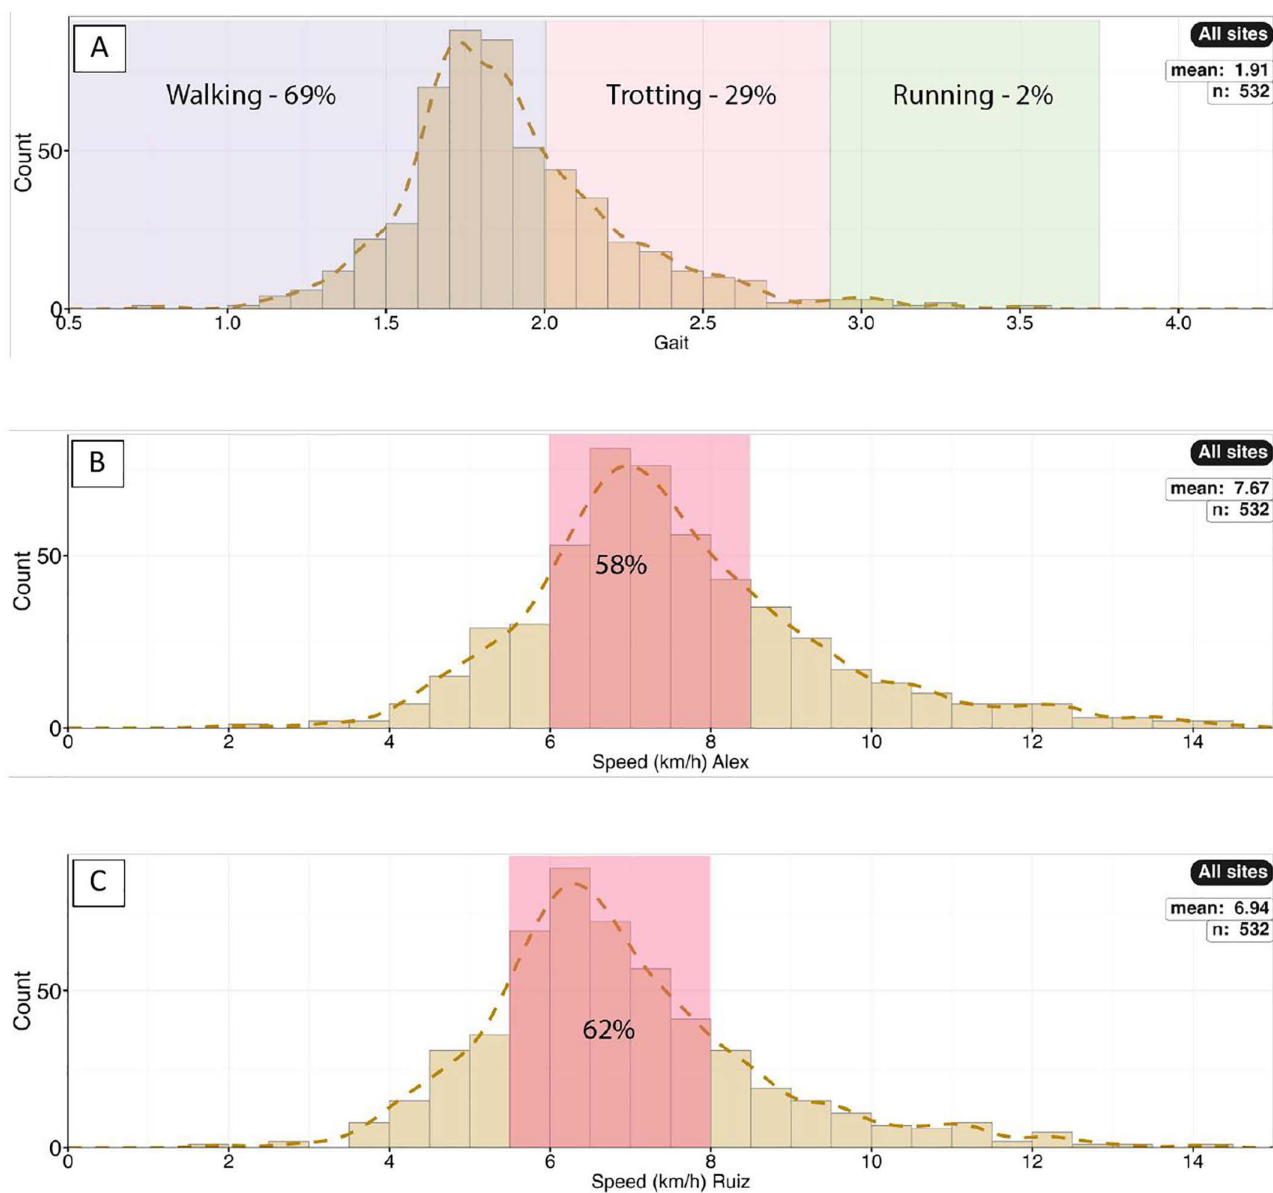 A
All sites
mean: 1.91
n: 532
Walking - 69%
Trotting - 29%
Running - 2%
Count
50
0
0.5
1.0
1.5
2.0
2.5
3.0
3.5
4.0
Gait
B
All sites
mean: 7.67
n: 532
58%
Count
50
0
0
2
4
6
8
10
12
14
Speed (km/h) Alex
C
All sites
mean: 6.94
n: 532
62%
Count
50
0
0
2
4
6
8
10
12
14
Speed (km/h) Ruiz